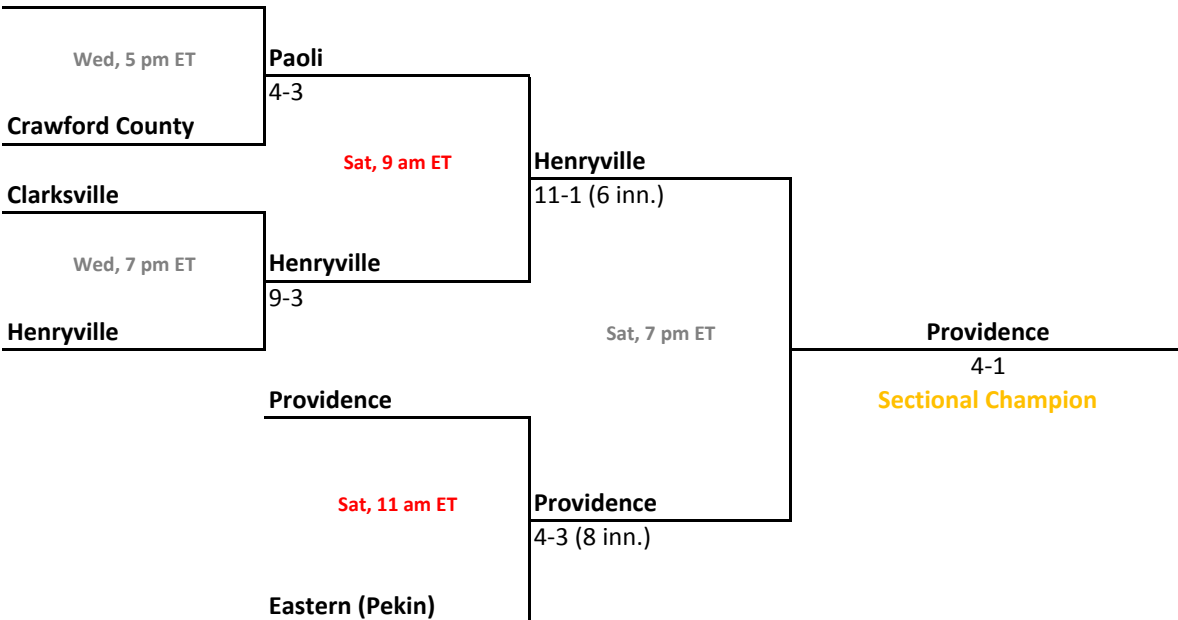 Wed, 5 pm ET
Paoli
4-3
Crawford County
Sat, 9 am ET
Henryville
11-1 (6 inn.)
Clarksville
Wed, 7 pm ET
Henryville
9-3
Henryville
Sat, 7 pm ET
Providence
4-1
Sectional Champion
Providence
Sat, 11 am ET
Providence
4-3 (8 inn.)
Eastern (Pekin)